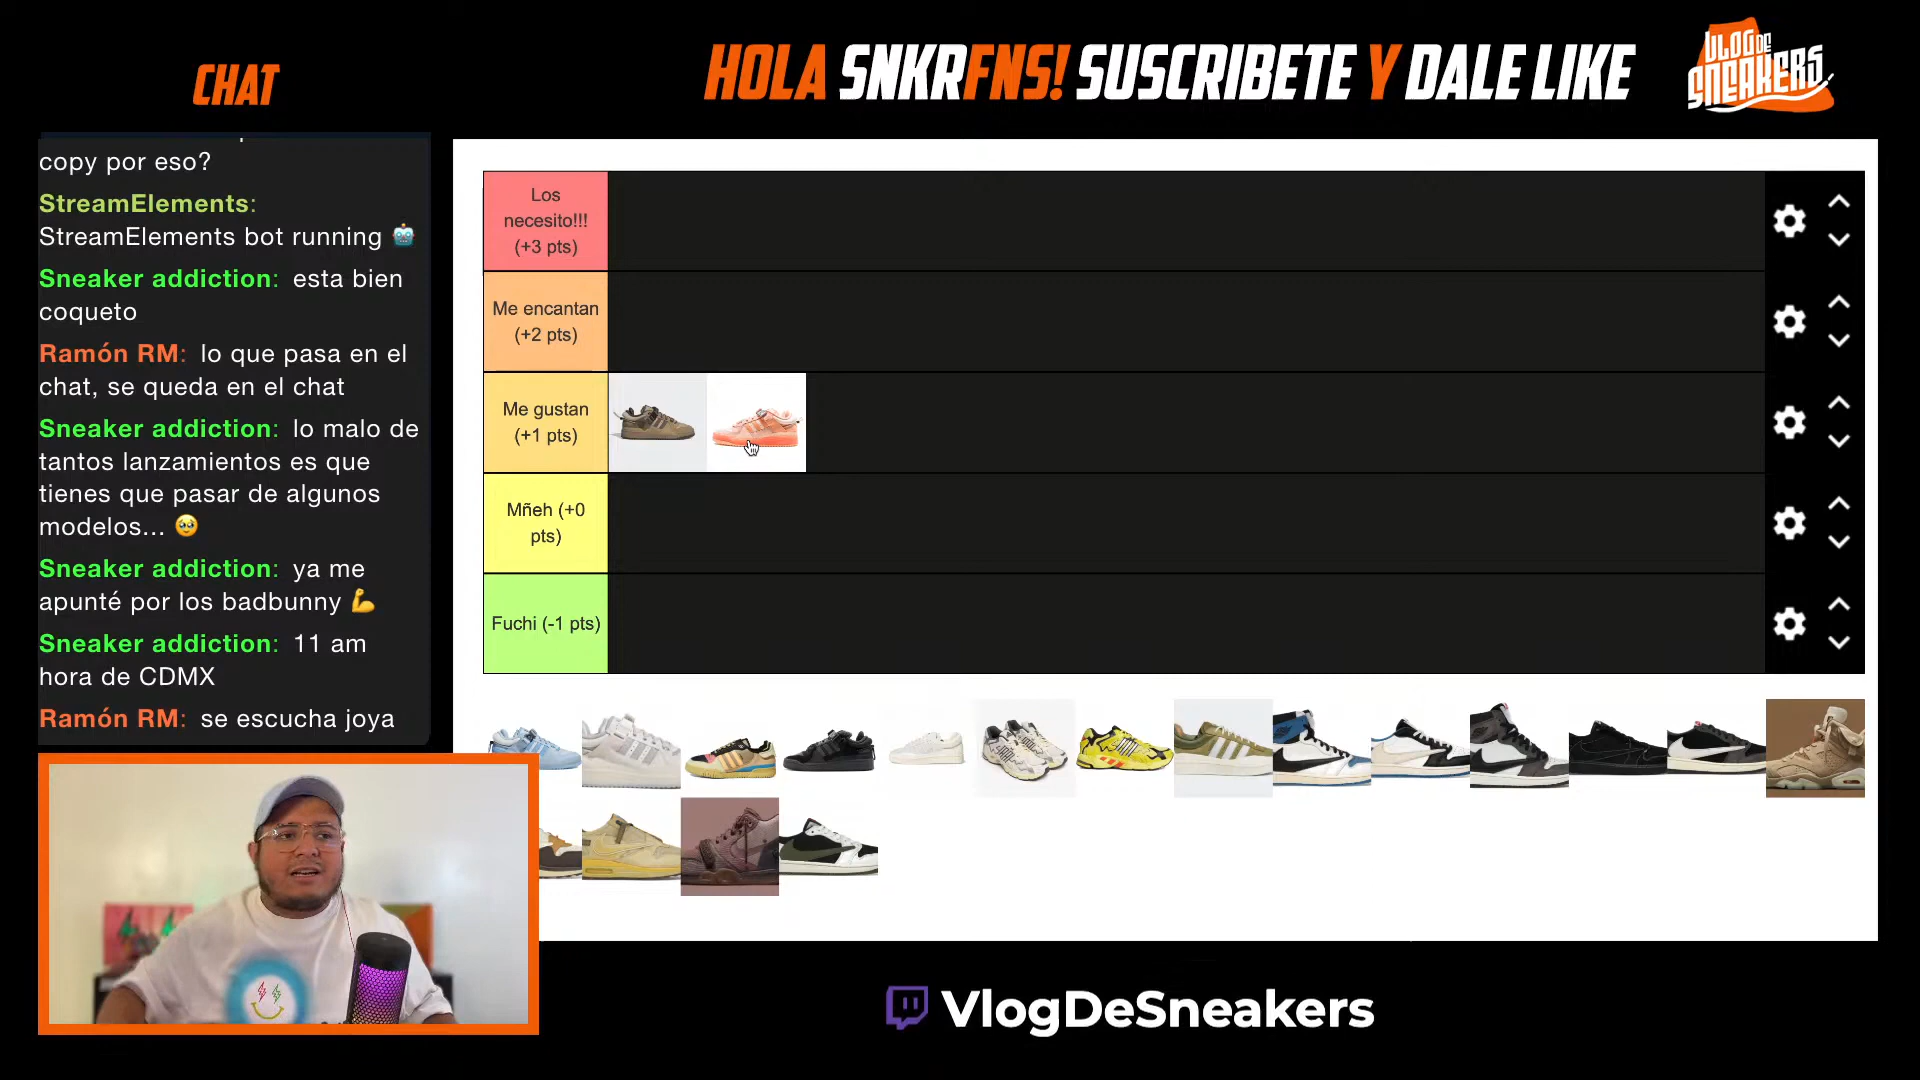 CHAT
HOLA SNKRFNS! SUSCRIBETE Y DALE LIKE
VLOG DE
SNEAKERS
copy por eso?
StreamElements:
StreamElements bot running 🤖
Sneaker addiction: esta bien
coqueto
Ramón RM: lo que pasa en el
chat, se queda en el chat
Sneaker addiction: lo malo de
tantos lanzamientos es que
tienes que pasar de algunos
modelos... 🥹
Sneaker addiction: ya me
apunté por los badbunny 💪
Sneaker addiction: 11 am
hora de CDMX
Ramón RM: se escucha joya
Los
necesito!!!
(+3 pts)
Me encantan
(+2 pts)
Me gustan
(+1 pts)
Mñeh (+0
pts)
Fuchi (-1 pts)
VlogDeSneakers